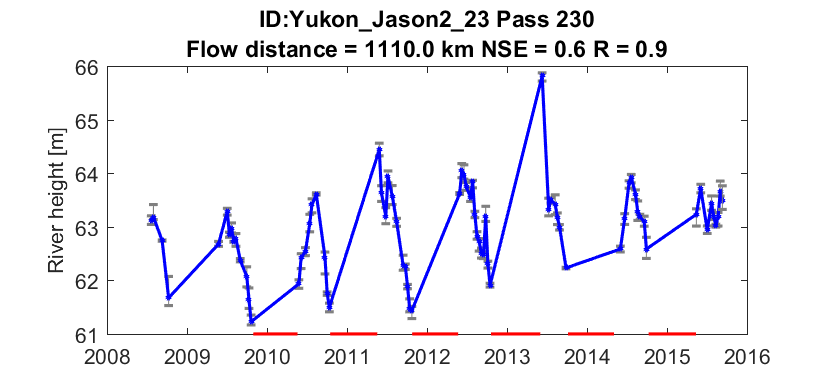 ID:Yukon_Jason2_23 Pass 230
Flow distance = 1110.0 km NSE = 0.6 R = 0.9
River height [m]
66
65
64
63
62
61
2008 2009 2010 2011 2012 2013 2014 2015 2016